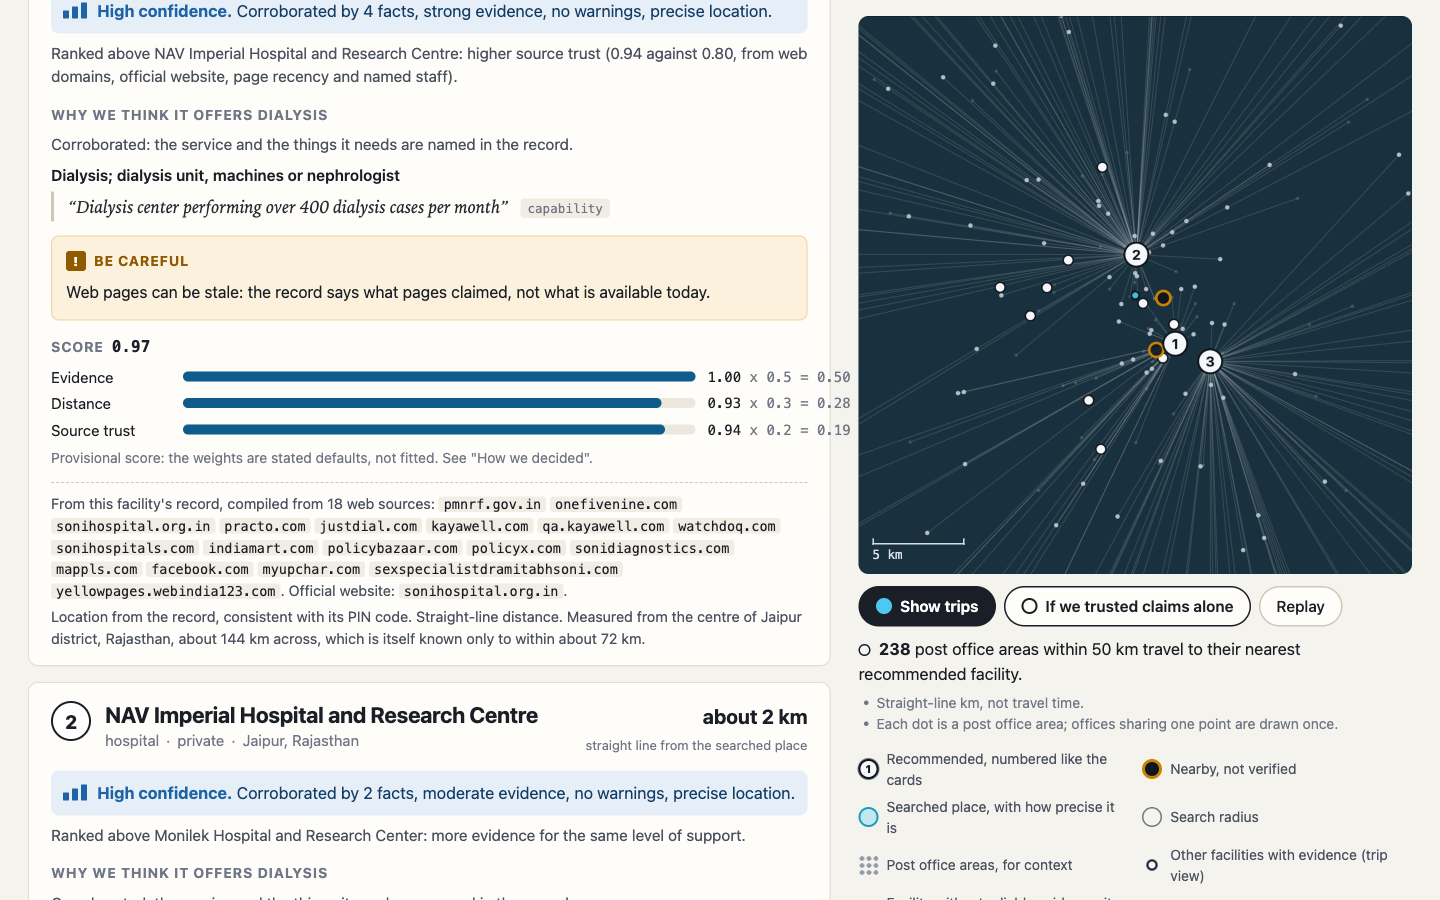 High confidence. Corroborated by 4 facts, strong evidence, no warnings, precise location.
Ranked above NAV Imperial Hospital and Research Centre: higher source trust (0.94 against 0.80, from web
domains, official website, page recency and named staff).
WHY WE THINK IT OFFERS DIALYSIS
Corroborated: the service and the things it needs are named in the record.
Dialysis; dialysis unit, machines or nephrologist
“Dialysis center performing over 400 dialysis cases per month” capability
! BE CAREFUL
Web pages can be stale: the record says what pages claimed, not what is available today.
SCORE 0.97
Evidence 1.00 x 0.5 = 0.50
Distance 0.93 x 0.3 = 0.28
Source trust 0.94 x 0.2 = 0.19
Provisional score: the weights are stated defaults, not fitted. See "How we decided".
From this facility's record, compiled from 18 web sources: pmnrf.gov.in onefivenine.com
sonihospital.org.in practo.com justdial.com kayawell.com qa.kayawell.com watchdoq.com
sonihospitals.com indiamart.com policybazaar.com policyx.com sonidiagnostics.com
mappls.com facebook.com myupchar.com sexspecialistdramitabhsoni.com
yellowpages.webindia123.com. Official website: sonihospital.org.in.
Location from the record, consistent with its PIN code. Straight-line distance. Measured from the centre of Jaipur
district, Rajasthan, about 144 km across, which is itself known only to within about 72 km.
2 NAV Imperial Hospital and Research Centre about 2 km
hospital · private · Jaipur, Rajasthan straight line from the searched place
High confidence. Corroborated by 2 facts, moderate evidence, no warnings, precise location.
Ranked above Monilek Hospital and Research Center: more evidence for the same level of support.
WHY WE THINK IT OFFERS DIALYSIS
2
1
3
5 km
Show trips If we trusted claims alone Replay
238 post office areas within 50 km travel to their nearest
recommended facility.
• Straight-line km, not travel time.
• Each dot is a post office area; offices sharing one point are drawn once.
1 Recommended, numbered like the
cards
Nearby, not verified
Searched place, with how precise it
is
Search radius
Post office areas, for context
Other facilities with evidence (trip
view)